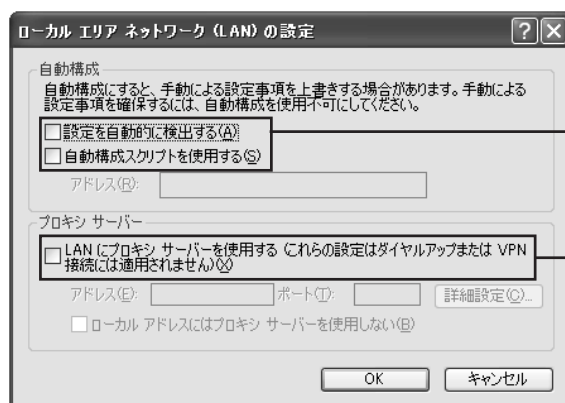 ローカル エリア ネットワーク (LAN) の設定
自動構成
自動構成にすると、手動による設定事項を上書きする場合があります。手動による
設定事項を確保するには、自動構成を使用不可にしてください。
設定を自動的に検出する(A)
自動構成スクリプトを使用する(S)
アドレス(R):
プロキシ サーバー
LAN にプロキシ サーバーを使用する (これらの設定はダイヤルアップまたは VPN
接続には適用されません)(X)
アドレス(E): ポート(T): 詳細設定(C)...
ローカル アドレスにはプロキシ サーバーを使用しない(B)
OK キャンセル